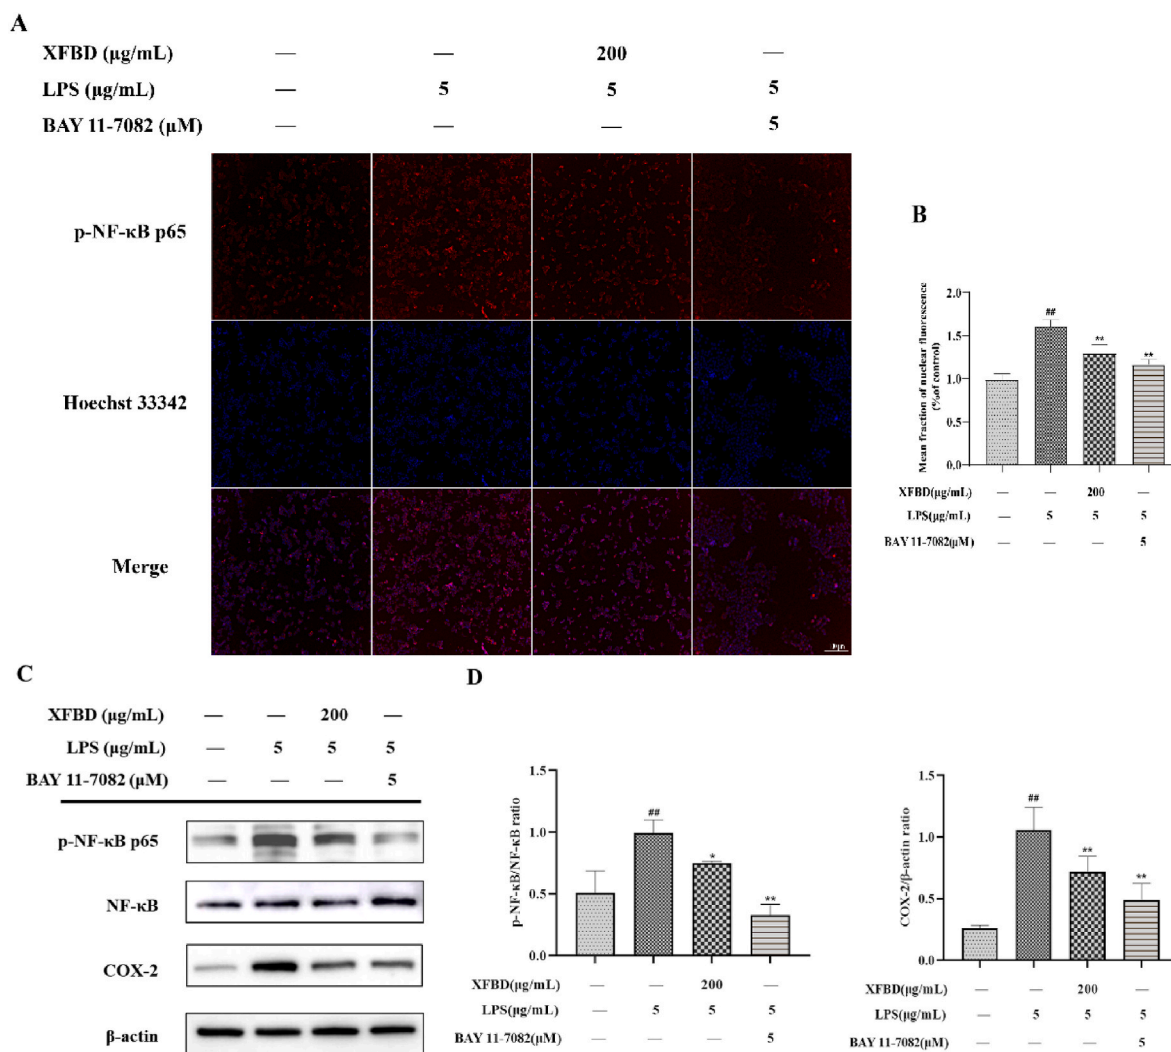 A
XFBD (μg/mL) — — 200 —
LPS (μg/mL) — 5 5 5
BAY 11-7082 (μM) — — — 5
p-NF-κB p65
Hoechst 33342
Merge
B
Mean fraction of nuclear fluorescence
(%of control)
2.0
1.5
1.0
0.5
0.0
##
**
**
XFBD(μg/mL) — — 200 —
LPS(μg/mL) — 5 5 5
BAY 11-7082(μM) — — — 5
C
XFBD (μg/mL) — — 200 —
LPS (μg/mL) — 5 5 5
BAY 11-7082 (μM) — — — 5
p-NF-κB p65
NF-κB
COX-2
β-actin
D
p-NF-κB/NF-κB ratio
1.5
1.0
0.5
0.0
##
*
**
XFBD(μg/mL) — — 200 —
LPS(μg/mL) — 5 5 5
BAY 11-7082(μM) — — — 5
COX-2/β-actin ratio
1.5
1.0
0.5
0.0
##
**
**
XFBD(μg/mL) — — 200 —
LPS(μg/mL) — 5 5 5
BAY 11-7082(μM) — — — 5